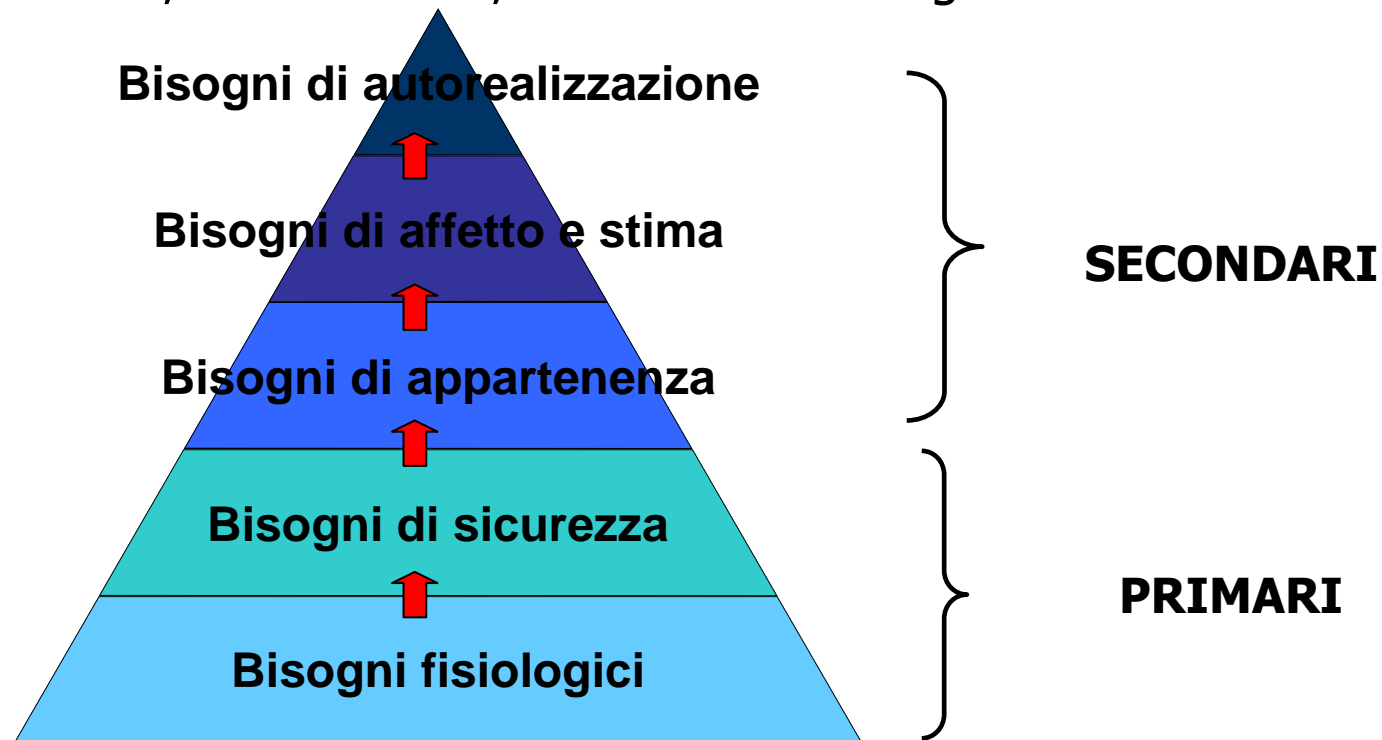 Bisogni di autorealizzazione
Bisogni di affetto e stima
SECONDARI
Bisogni di appartenenza
Bisogni di sicurezza
PRIMARI
Bisogni fisiologici